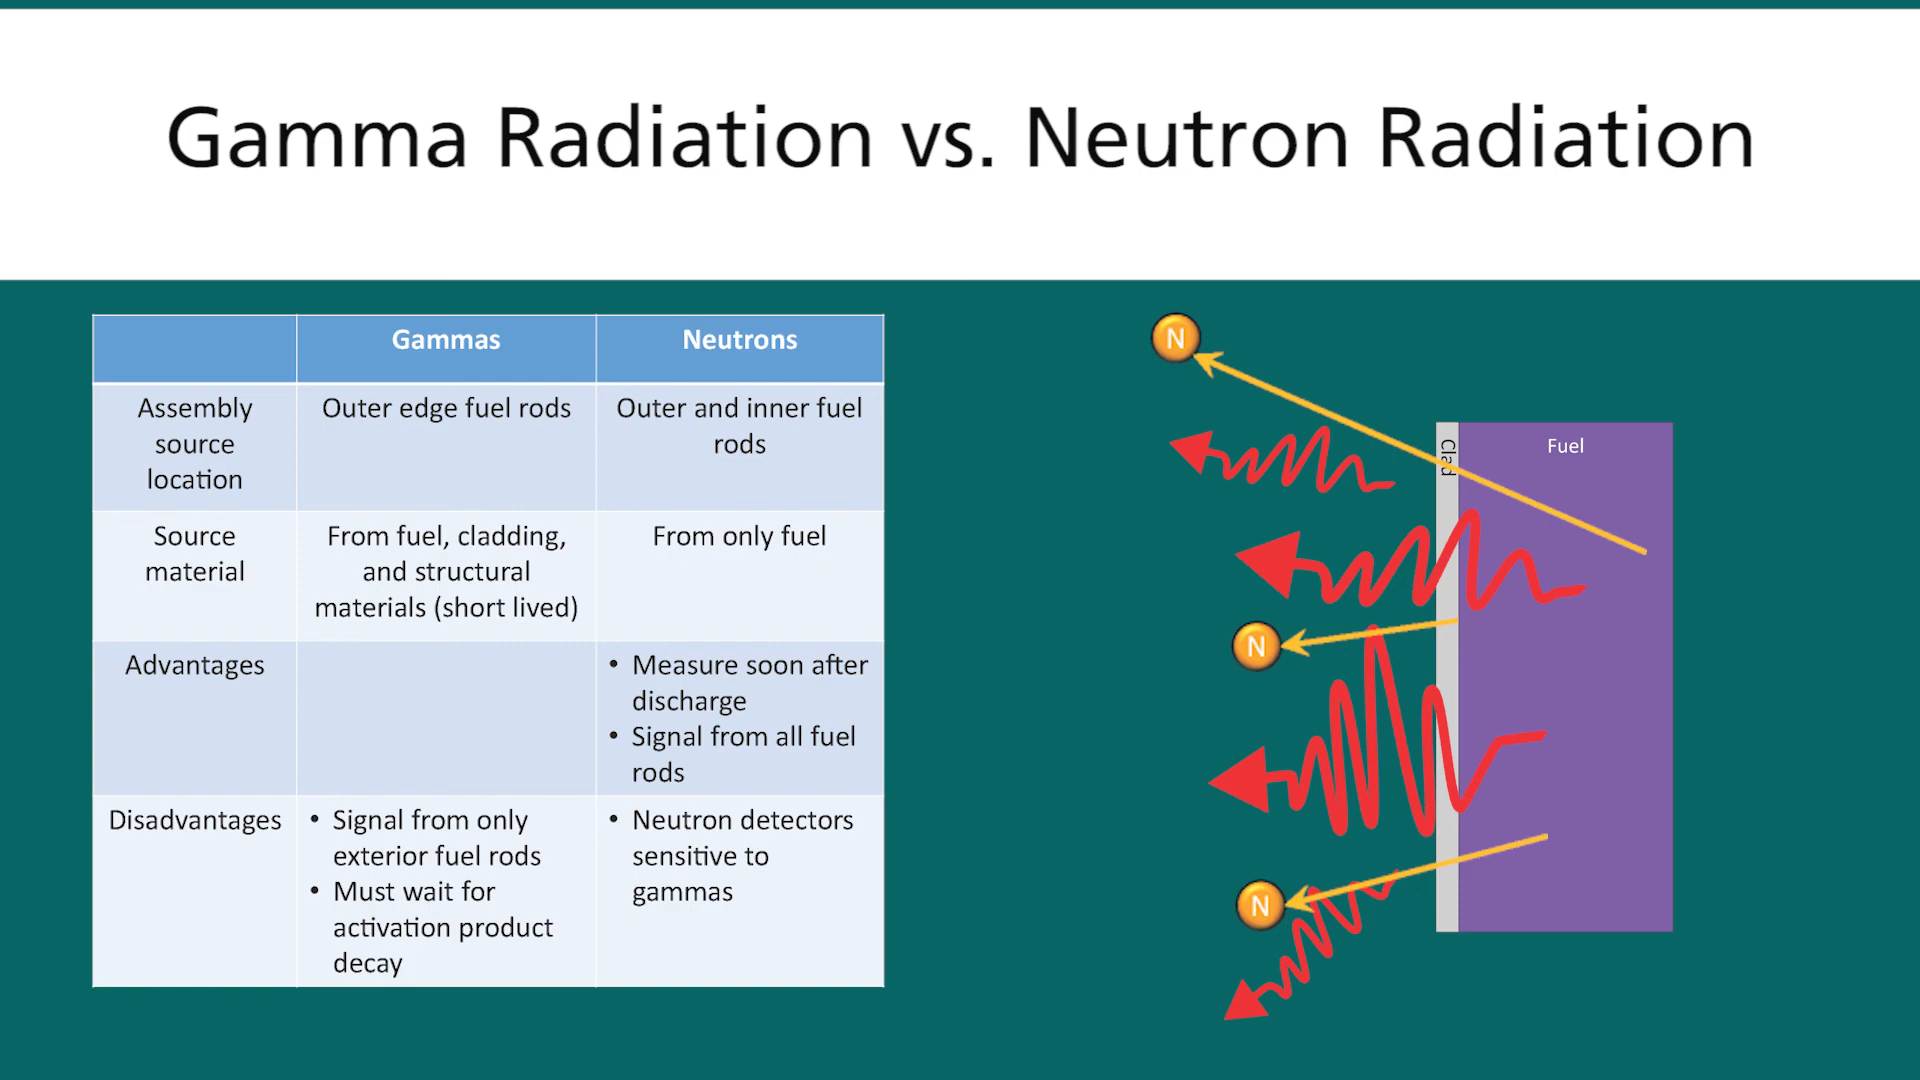 Gamma Radiation vs. Neutron Radiation
Gammas
Neutrons
Assembly
source
location
Outer edge fuel rods
Outer and inner fuel
rods
Source
material
From fuel, cladding,
and structural
materials (short lived)
From only fuel
Advantages
• Measure soon after
discharge
• Signal from all fuel
rods
Disadvantages
• Signal from only
exterior fuel rods
• Must wait for
activation product
decay
• Neutron detectors
sensitive to
gammas
N
Clad
Fuel
N
N